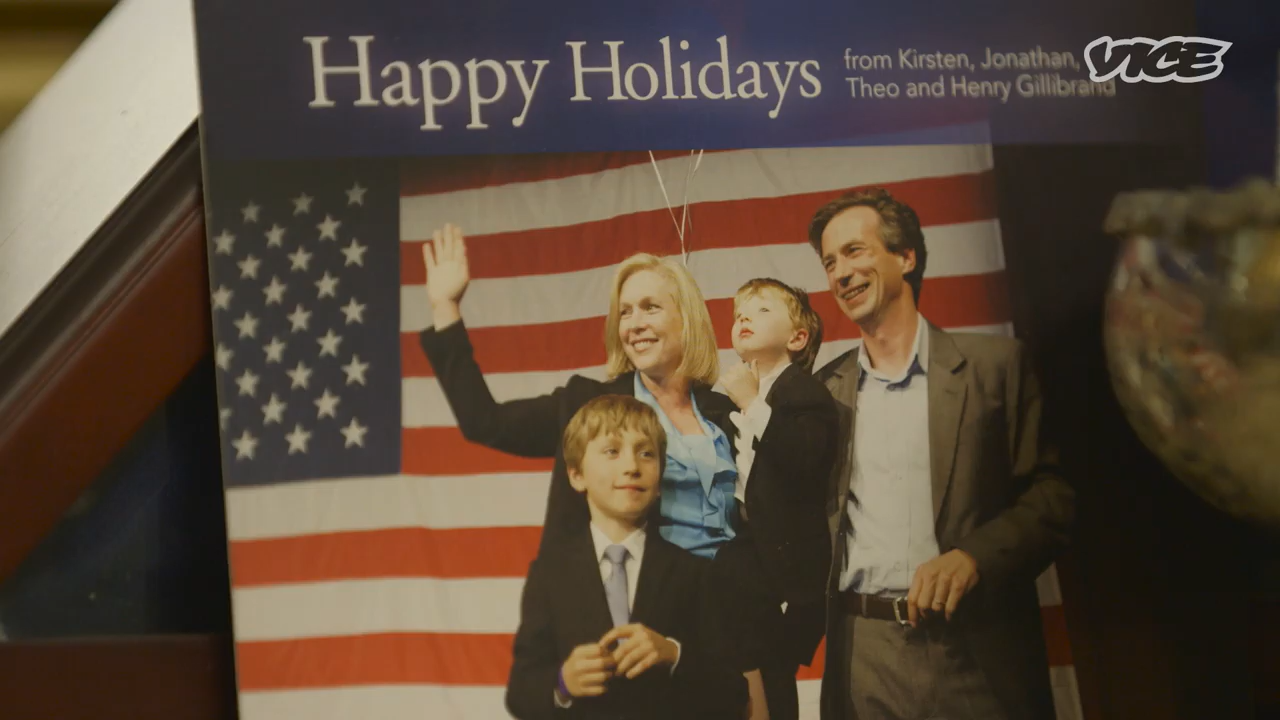 Happy Holidays
from Kirsten, Jonathan,
Theo and Henry Gillibrand
VICE